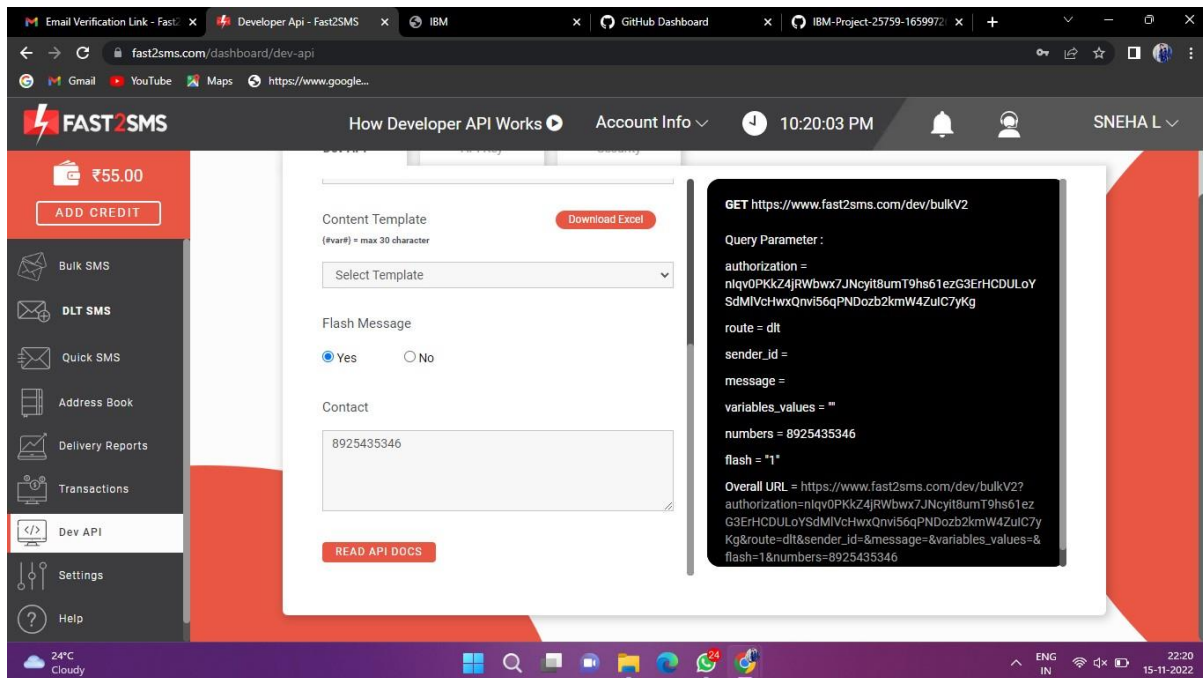 Email Verification Link - Fast2
Developer Api - Fast2SMS
IBM
GitHub Dashboard
IBM-Project-25759-1659972
fast2sms.com/dashboard/dev-api
Gmail
YouTube
Maps
https://www.google...
FAST2SMS
How Developer API Works
Account Info
10:20:03 PM
SNEHA L
₹55.00
ADD CREDIT
Bulk SMS
DLT SMS
Quick SMS
Address Book
Delivery Reports
Transactions
Dev API
Settings
Help
Content Template
Download Excel
{#var#} = max 30 character
Select Template
Flash Message
Yes
No
Contact
8925435346
READ API DOCS
GET https://www.fast2sms.com/dev/bulkV2
Query Parameter :
authorization =
nIqv0PKkZ4jRWbwx7JNcyit8umT9hs61ezG3ErHCDULoY
SdMlVcHwxQnvi56qPNDozb2kmW4ZuIC7yKg
route = dlt
sender_id =
message =
variables_values = ""
numbers = 8925435346
flash = "1"
Overall URL = https://www.fast2sms.com/dev/bulkV2?
authorization=nIqv0PKkZ4jRWbwx7JNcyit8umT9hs61ez
G3ErHCDULoYSdMlVcHwxQnvi56qPNDozb2kmW4ZuIC7y
Kg&route=dlt&sender_id=&message=&variables_values=&
flash=1&numbers=8925435346
24°C
Cloudy
24
ENG
IN
22:20
15-11-2022